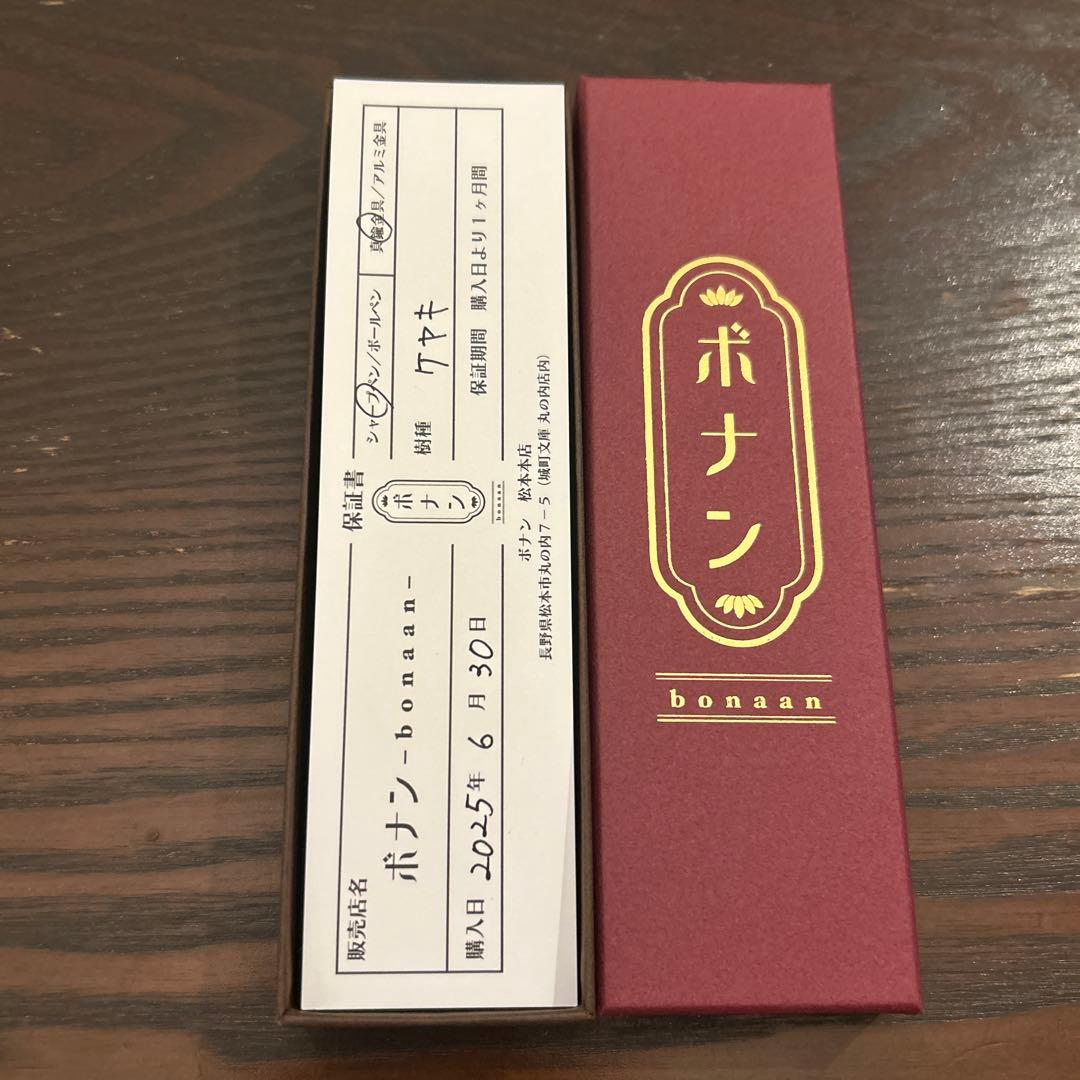 保証書
販売店名
ボナン-bonaan-
購入日 2025年 6月 30日
ボナン
bonaan
シャープペン/ボールペン
真鍮金具/アルミ金具
樹種 ケヤキ
保証期間 購入日より1ヶ月間
ボナン 松本本店
長野県松本市丸の内7-5（城町文庫 丸の内店内）
ボナン
bonaan